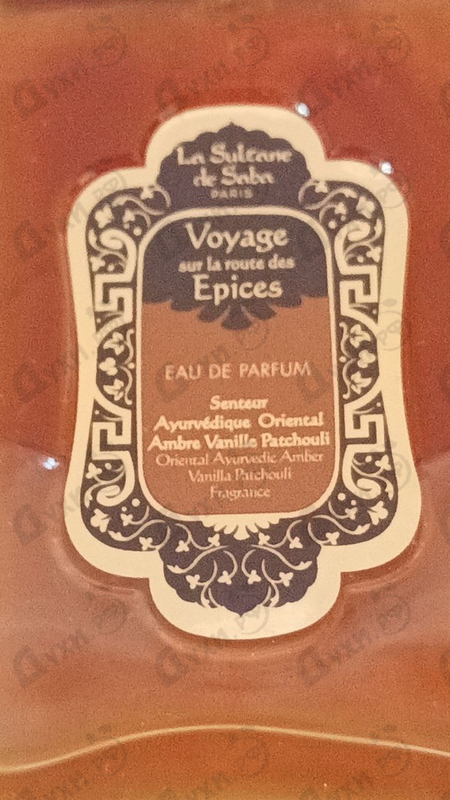 La Sultane
de Saba
PARIS
Voyage
sur la route des
Epices
EAU DE PARFUM
Senteur
Ayurvédique Oriental
Ambre Vanille Patchouli
Oriental Ayurvedic Amber
Vanilla Patchouli
Fragrance